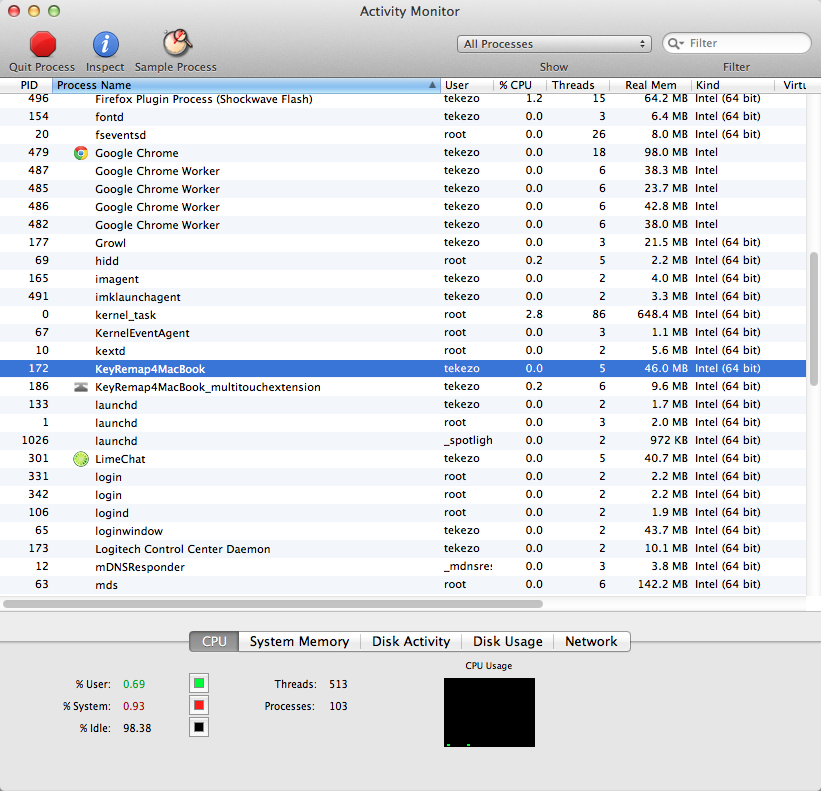 Activity Monitor
Quit Process Inspect Sample Process All Processes Show Filter Filter
PID Process Name User % CPU Threads Real Mem Kind Virtu
496 Firefox Plugin Process (Shockwave Flash) tekezo 1.2 15 64.2 MB Intel (64 bit)
154 fontd tekezo 0.0 3 6.4 MB Intel (64 bit)
20 fseventsd root 0.0 26 8.0 MB Intel (64 bit)
479 Google Chrome tekezo 0.0 18 98.0 MB Intel
487 Google Chrome Worker tekezo 0.0 6 38.3 MB Intel
485 Google Chrome Worker tekezo 0.0 6 23.7 MB Intel
486 Google Chrome Worker tekezo 0.0 6 42.8 MB Intel
482 Google Chrome Worker tekezo 0.0 6 38.0 MB Intel
177 Growl tekezo 0.0 3 21.5 MB Intel (64 bit)
69 hidd root 0.2 5 2.2 MB Intel (64 bit)
165 imagent tekezo 0.0 2 4.0 MB Intel (64 bit)
491 imklaunchagent tekezo 0.0 2 3.3 MB Intel (64 bit)
0 kernel_task root 2.8 86 648.4 MB Intel (64 bit)
67 KernelEventAgent root 0.0 3 1.1 MB Intel (64 bit)
10 kextd root 0.0 2 5.6 MB Intel (64 bit)
172 KeyRemap4MacBook tekezo 0.0 5 46.0 MB Intel (64 bit)
186 KeyRemap4MacBook_multitouchextension tekezo 0.2 6 9.6 MB Intel (64 bit)
133 launchd tekezo 0.0 2 1.7 MB Intel (64 bit)
1 launchd root 0.0 3 2.0 MB Intel (64 bit)
1026 launchd _spotligh 0.0 2 972 KB Intel (64 bit)
301 LimeChat tekezo 0.0 5 40.7 MB Intel (64 bit)
331 login root 0.0 2 2.2 MB Intel (64 bit)
342 login root 0.0 2 2.2 MB Intel (64 bit)
106 logind root 0.0 2 1.9 MB Intel (64 bit)
65 loginwindow tekezo 0.0 2 43.7 MB Intel (64 bit)
173 Logitech Control Center Daemon tekezo 0.0 2 10.1 MB Intel (64 bit)
12 mDNSResponder _mdnsres 0.0 3 3.8 MB Intel (64 bit)
63 mds root 0.0 6 142.2 MB Intel (64 bit)
CPU System Memory Disk Activity Disk Usage Network
CPU Usage
% User: 0.69 Threads: 513
% System: 0.93 Processes: 103
% Idle: 98.38